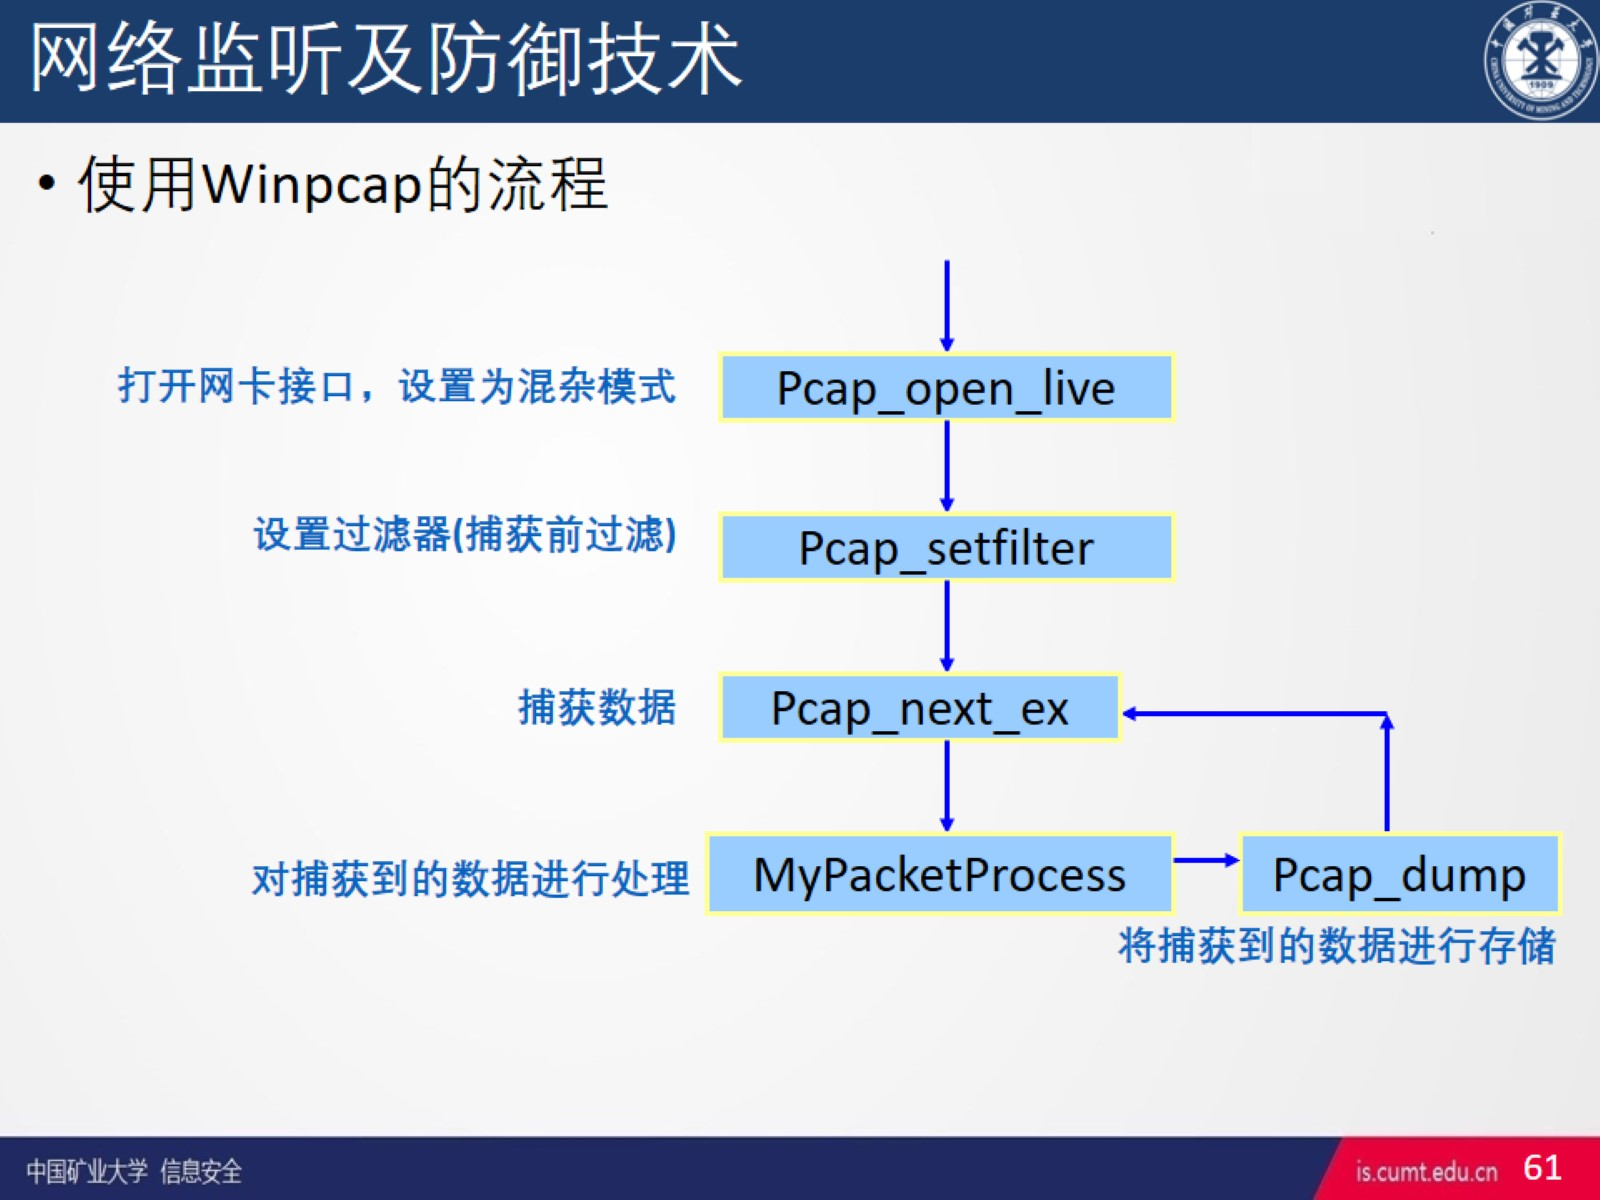 网络监听及防御技术
1909
• 使用Winpcap的流程
打开网卡接口，设置为混杂模式
Pcap_open_live
设置过滤器(捕获前过滤)
Pcap_setfilter
捕获数据
Pcap_next_ex
对捕获到的数据进行处理
MyPacketProcess
Pcap_dump
将捕获到的数据进行存储
中国矿业大学 信息安全
is.cumt.edu.cn
61